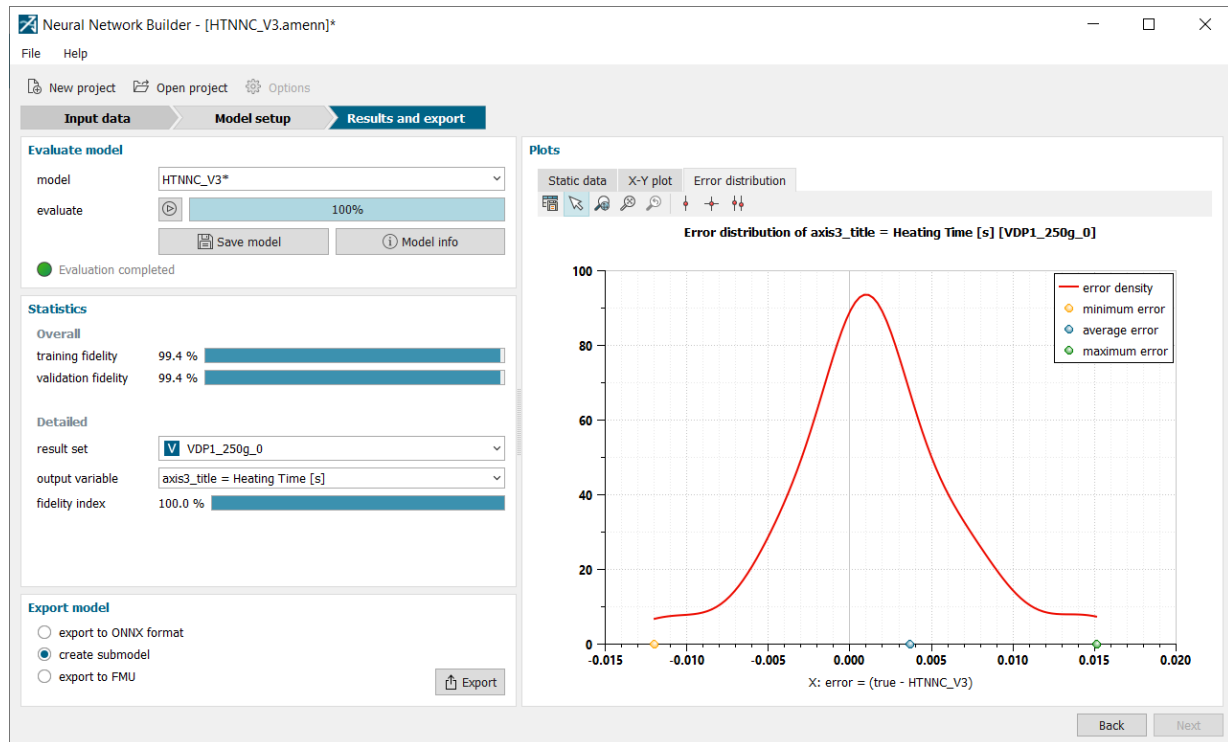 Neural Network Builder - [HTNNC_V3.amenn]*
File Help
New project Open project Options
Input data Model setup Results and export
Evaluate model
model HTNNC_V3*
evaluate 100%
Save model Model info
Evaluation completed
Statistics
Overall
training fidelity 99.4 %
validation fidelity 99.4 %
Detailed
result set V VDP1_250g_0
output variable axis3_title = Heating Time [s]
fidelity index 100.0 %
Export model
export to ONNX format
create submodel
export to FMU
Export
Plots
Static data X-Y plot Error distribution
Error distribution of axis3_title = Heating Time [s] [VDP1_250g_0]
100
80
60
40
20
0
error density
minimum error
average error
maximum error
-0.015 -0.010 -0.005 0.000 0.005 0.010 0.015 0.020
X: error = (true - HTNNC_V3)
Back Next